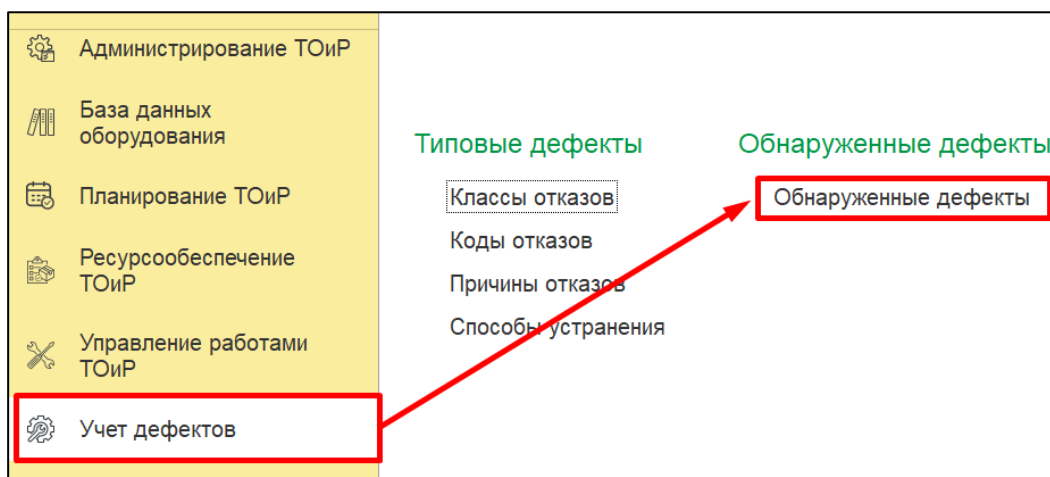 Администрирование ТОиР
База данных
оборудования
Планирование ТОиР
Ресурсообеспечение
ТОиР
Управление работами
ТОиР
Учет дефектов
Типовые дефекты
Классы отказов
Коды отказов
Причины отказов
Способы устранения
Обнаруженные дефекты
Обнаруженные дефекты